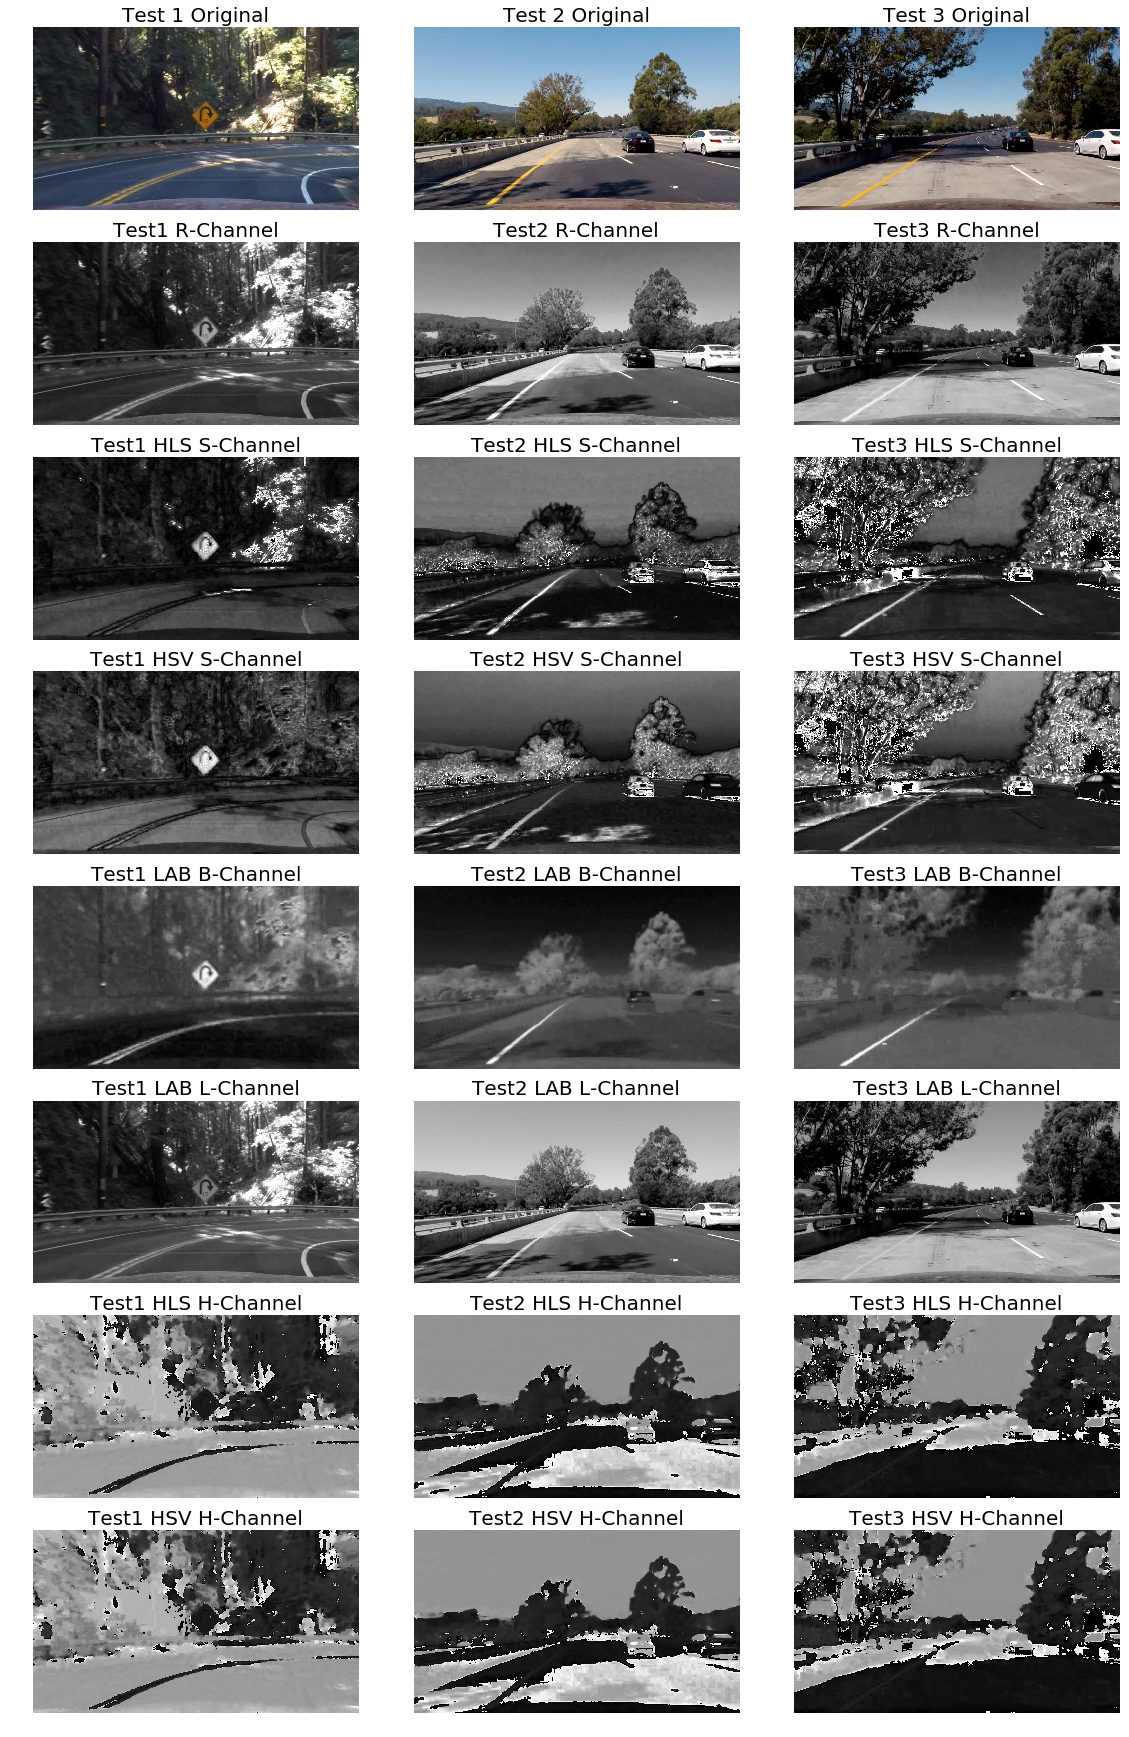 Test 1 Original
Test 2 Original
Test 3 Original
Test1 R-Channel
Test2 R-Channel
Test3 R-Channel
Test1 HLS S-Channel
Test2 HLS S-Channel
Test3 HLS S-Channel
Test1 HSV S-Channel
Test2 HSV S-Channel
Test3 HSV S-Channel
Test1 LAB B-Channel
Test2 LAB B-Channel
Test3 LAB B-Channel
Test1 LAB L-Channel
Test2 LAB L-Channel
Test3 LAB L-Channel
Test1 HLS H-Channel
Test2 HLS H-Channel
Test3 HLS H-Channel
Test1 HSV H-Channel
Test2 HSV H-Channel
Test3 HSV H-Channel